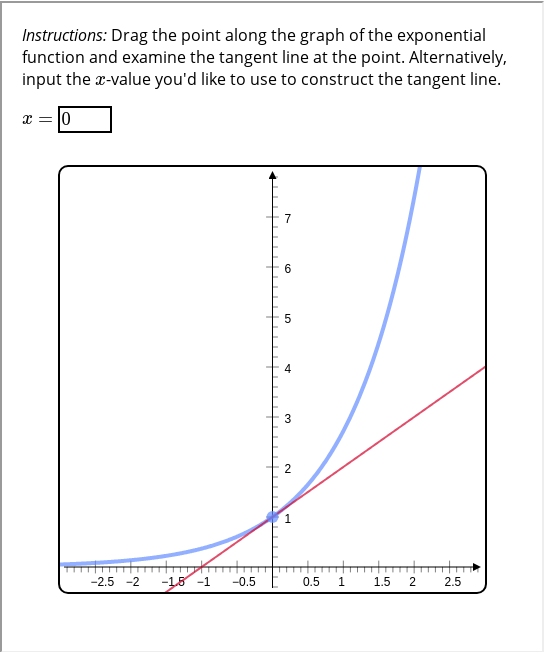 Instructions: Drag the point along the graph of the exponential
function and examine the tangent line at the point. Alternatively,
input the x-value you'd like to use to construct the tangent line.
x = 0
7
6
5
4
3
2
1
−2.5 −2 −1.5 −1 −0.5 0.5 1 1.5 2 2.5